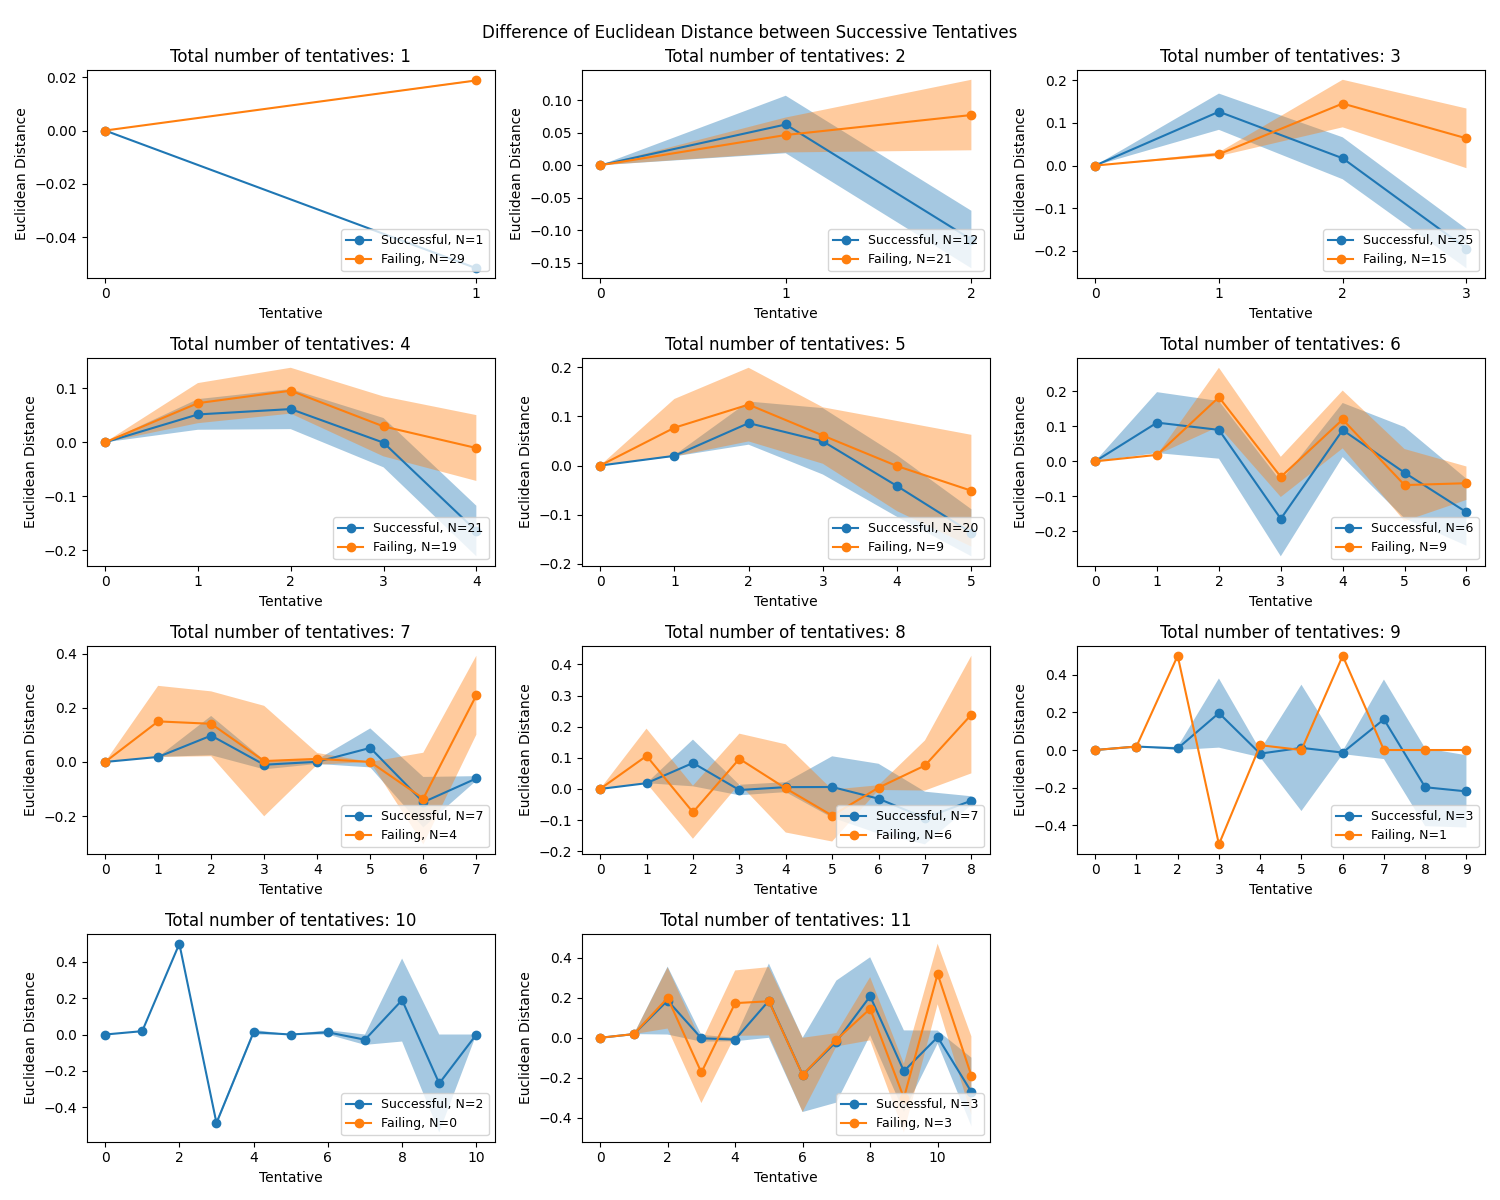 Difference of Euclidean Distance between Successive Tentatives
Total number of tentatives: 1
0.02
0.00
−0.02
−0.04
Euclidean Distance
Successful, N=1
Failing, N=29
0 1
Tentative
Total number of tentatives: 2
0.10
0.05
0.00
−0.05
−0.10
−0.15
Euclidean Distance
Successful, N=12
Failing, N=21
0 1 2
Tentative
Total number of tentatives: 3
0.2
0.1
0.0
−0.1
−0.2
Euclidean Distance
Successful, N=25
Failing, N=15
0 1 2 3
Tentative
Total number of tentatives: 4
0.1
0.0
−0.1
−0.2
Euclidean Distance
Successful, N=21
Failing, N=19
0 1 2 3 4
Tentative
Total number of tentatives: 5
0.2
0.1
0.0
−0.1
−0.2
Euclidean Distance
Successful, N=20
Failing, N=9
0 1 2 3 4 5
Tentative
Total number of tentatives: 6
0.2
0.1
0.0
−0.1
−0.2
Euclidean Distance
Successful, N=6
Failing, N=9
0 1 2 3 4 5 6
Tentative
Total number of tentatives: 7
0.4
0.2
0.0
−0.2
Euclidean Distance
Successful, N=7
Failing, N=4
0 1 2 3 4 5 6 7
Tentative
Total number of tentatives: 8
0.4
0.3
0.2
0.1
0.0
−0.1
−0.2
Euclidean Distance
Successful, N=7
Failing, N=6
0 1 2 3 4 5 6 7 8
Tentative
Total number of tentatives: 9
0.4
0.2
0.0
−0.2
−0.4
Euclidean Distance
Successful, N=3
Failing, N=1
0 1 2 3 4 5 6 7 8 9
Tentative
Total number of tentatives: 10
0.4
0.2
0.0
−0.2
−0.4
Euclidean Distance
Successful, N=2
Failing, N=0
0 2 4 6 8 10
Tentative
Total number of tentatives: 11
0.4
0.2
0.0
−0.2
−0.4
Euclidean Distance
Successful, N=3
Failing, N=3
0 2 4 6 8 10
Tentative